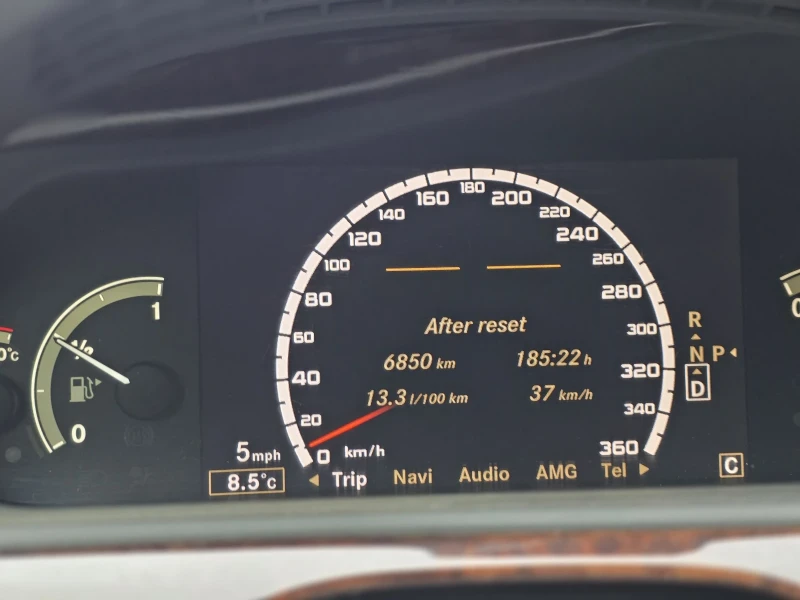 180
160 200
140 220
120 240
100 260
80 280
60 300
40 320
20 340
0 km/h 360
After reset
6850 km 185:22 h
13.3 l/100 km 37 km/h
R
N P
D
1
1/2
0
0
°C
5 mph
8.5°C
Trip Navi Audio AMG Tel
C